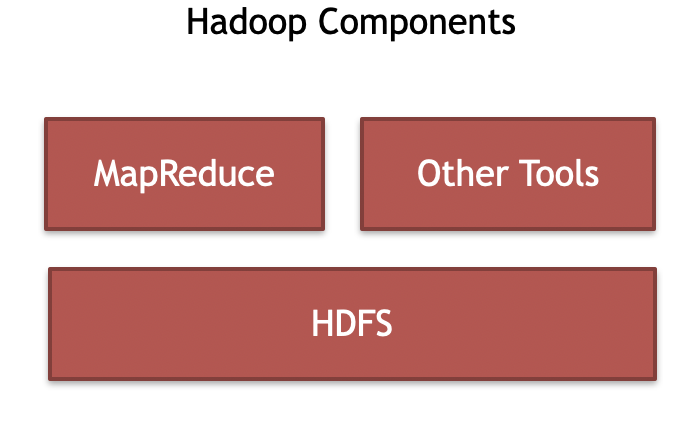 Hadoop Components
MapReduce
Other Tools
HDFS